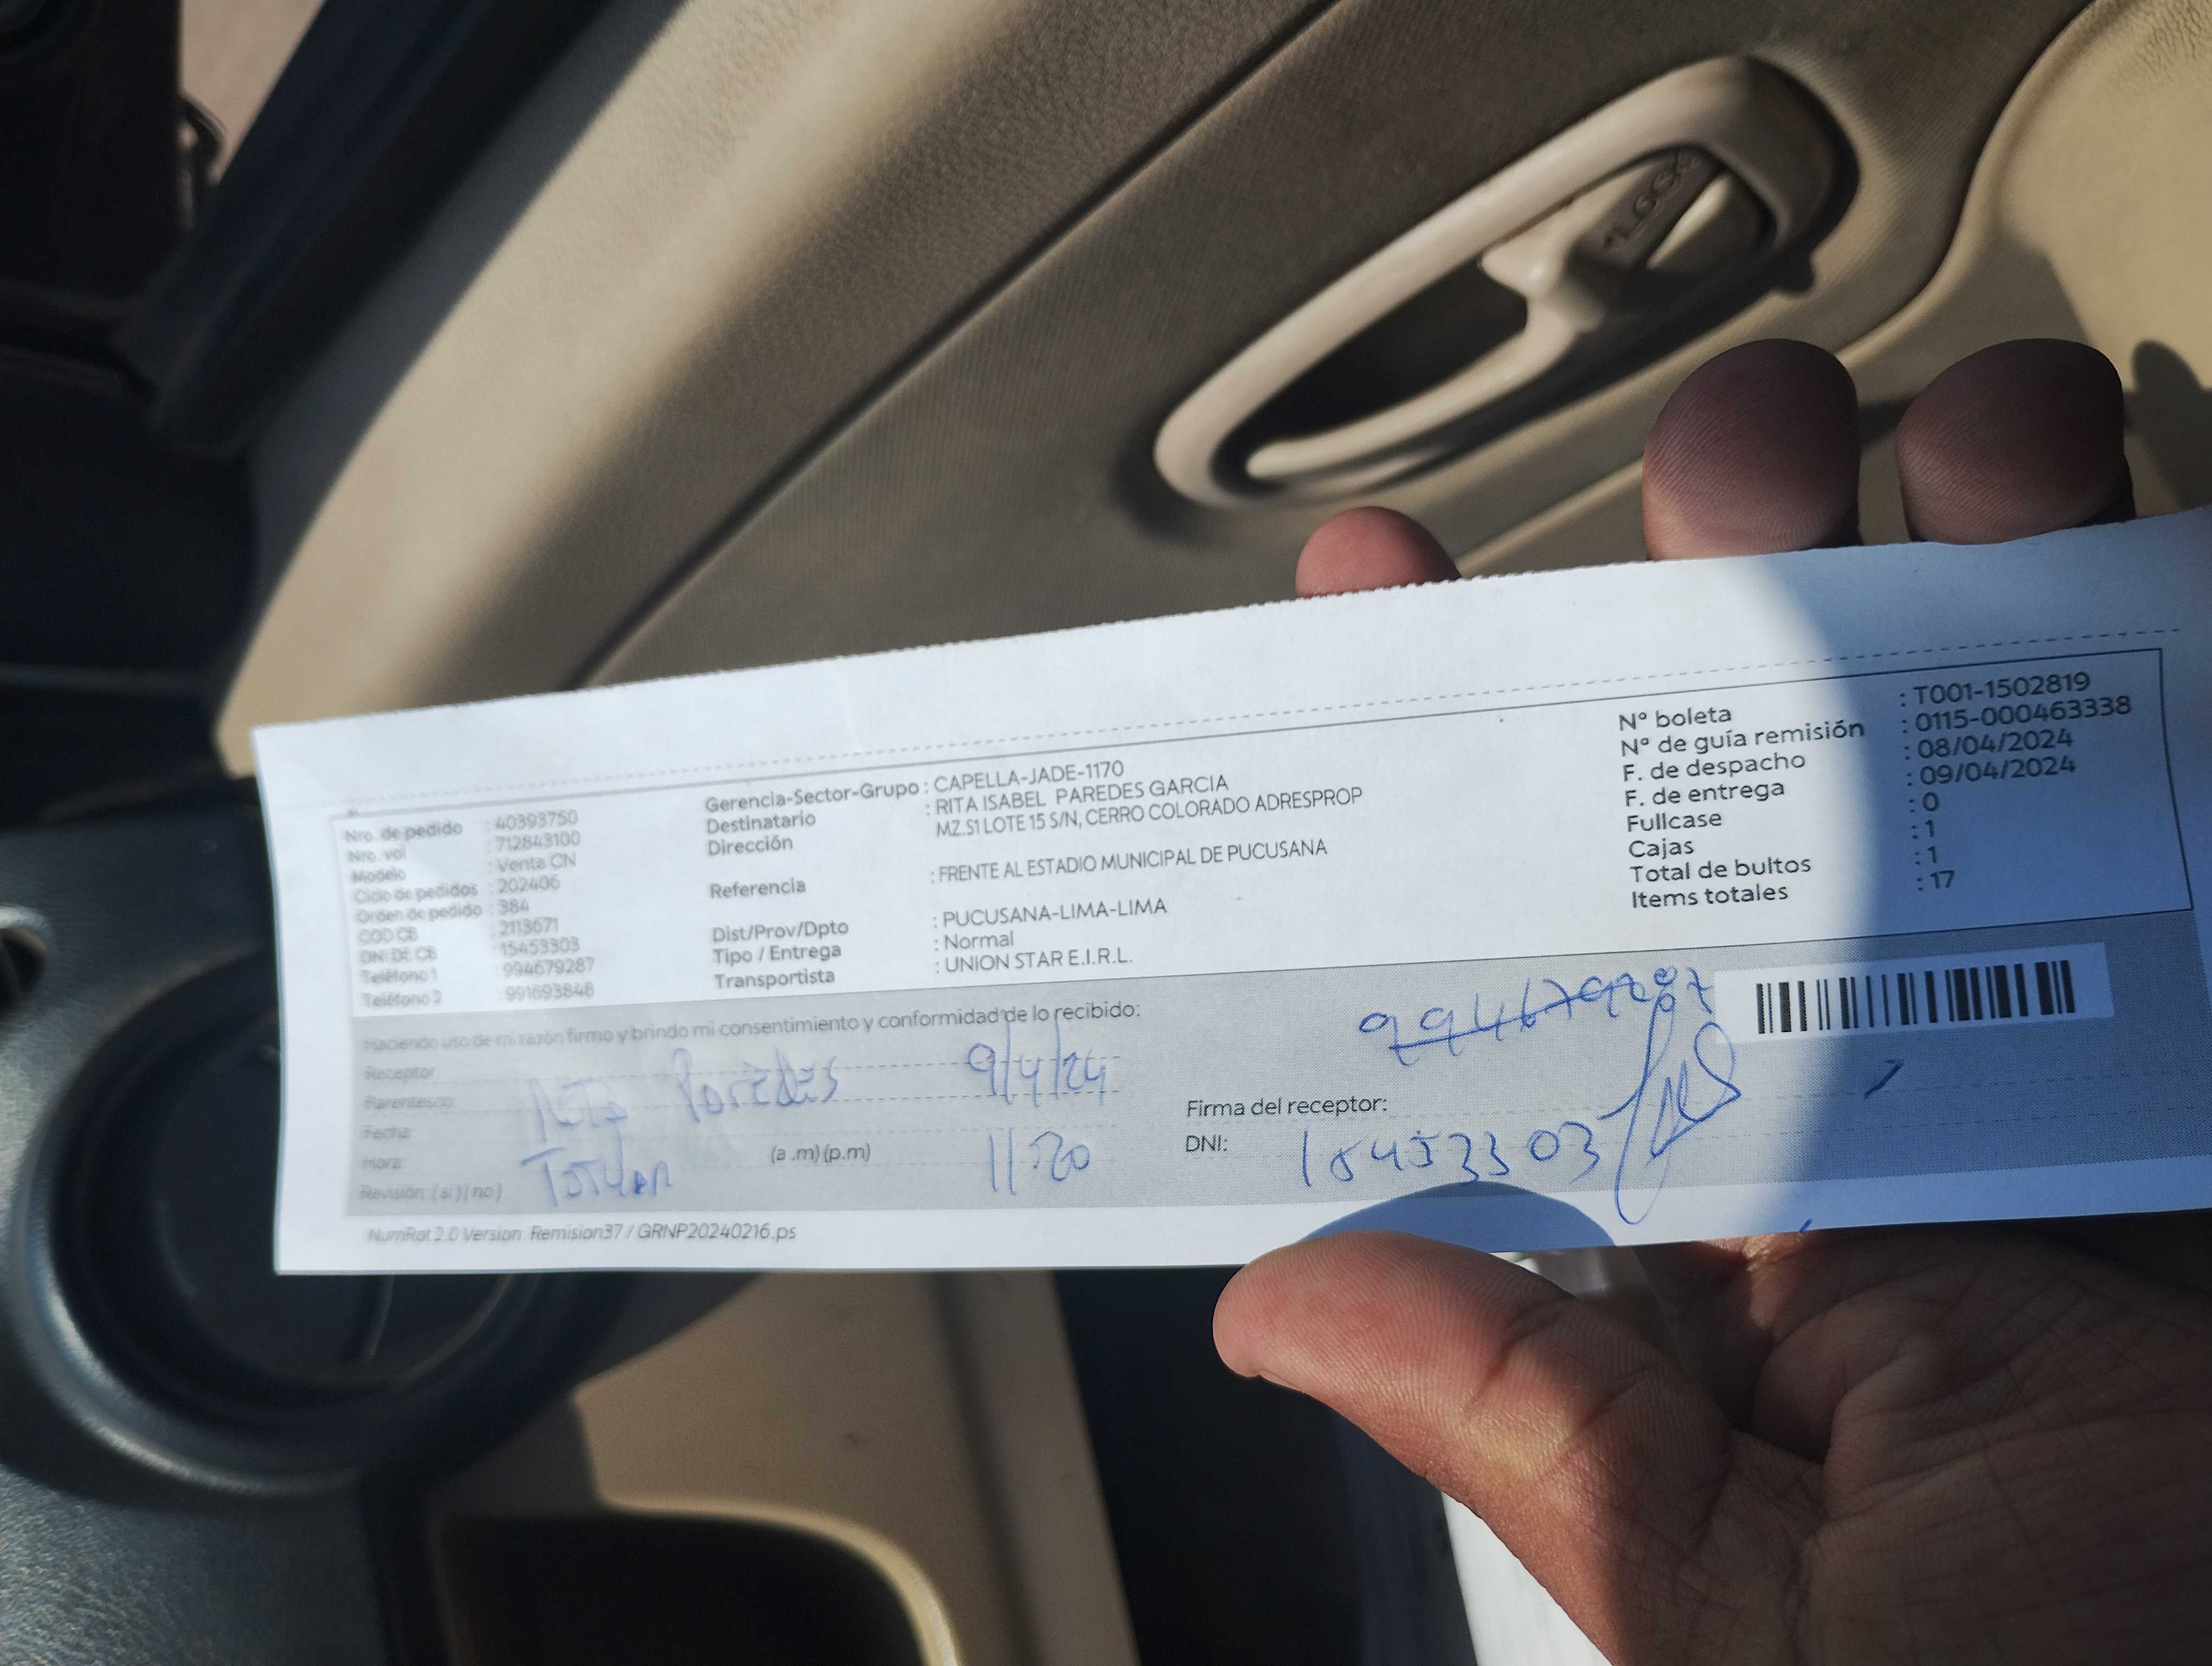 LOCK
Nro. de pedido : 40393750
Nro. vol : 712843100
Modelo : Venta CN
Ciclo de pedidos : 202406
Orden de pedido : 384
COD CB : 2113671
DNI DE CB : 15453303
Teléfono 1 : 994679287
Teléfono 2 : 991693848
Gerencia-Sector-Grupo : CAPELLA-JADE-1170
Destinatario : RITA ISABEL PAREDES GARCIA
Dirección MZ.S1 LOTE 15 S/N, CERRO COLORADO ADRESPROP
Referencia : FRENTE AL ESTADIO MUNICIPAL DE PUCUSANA
Dist/Prov/Dpto : PUCUSANA-LIMA-LIMA
Tipo / Entrega : Normal
Transportista : UNION STAR E.I.R.L.
N° boleta : T001-1502819
N° de guía remisión : 0115-000463338
F. de despacho : 08/04/2024
F. de entrega : 09/04/2024
Fullcase : 0
Cajas : 1
Total de bultos : 1
Items totales : 17
Haciendo uso de mi razón firmo y brindo mi consentimiento y conformidad de lo recibido:
994679287
Receptor:
Parentesco: Paredes 9/4/24
Fecha:
Hora: (a .m) (p.m) 11:20
Revisión: ( si ) ( no )
Firma del receptor:
DNI: 15453303
NumRot 2.0 Version: Remision37 / GRNP20240216.ps